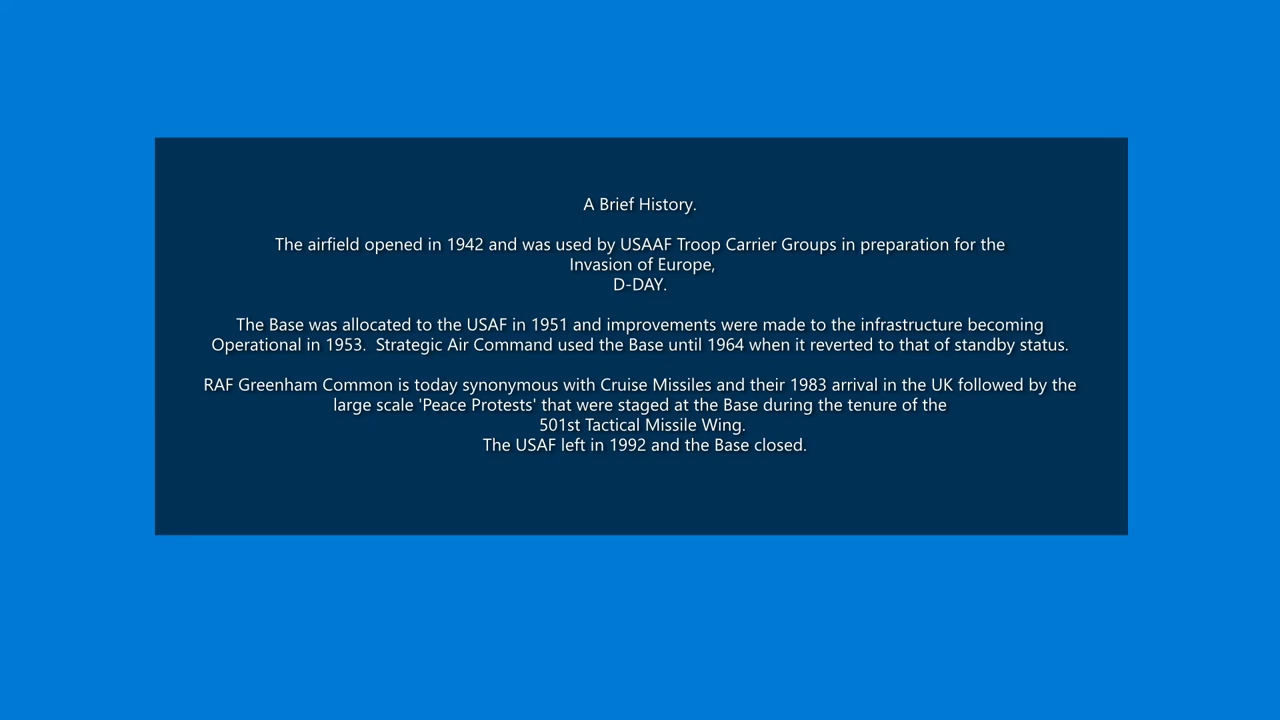 A Brief History.
The airfield opened in 1942 and was used by USAAF Troop Carrier Groups in preparation for the
Invasion of Europe,
D-DAY.
The Base was allocated to the USAF in 1951 and improvements were made to the infrastructure becoming
Operational in 1953.  Strategic Air Command used the Base until 1964 when it reverted to that of standby status.
RAF Greenham Common is today synonymous with Cruise Missiles and their 1983 arrival in the UK followed by the
large scale 'Peace Protests' that were staged at the Base during the tenure of the
501st Tactical Missile Wing.
The USAF left in 1992 and the Base closed.